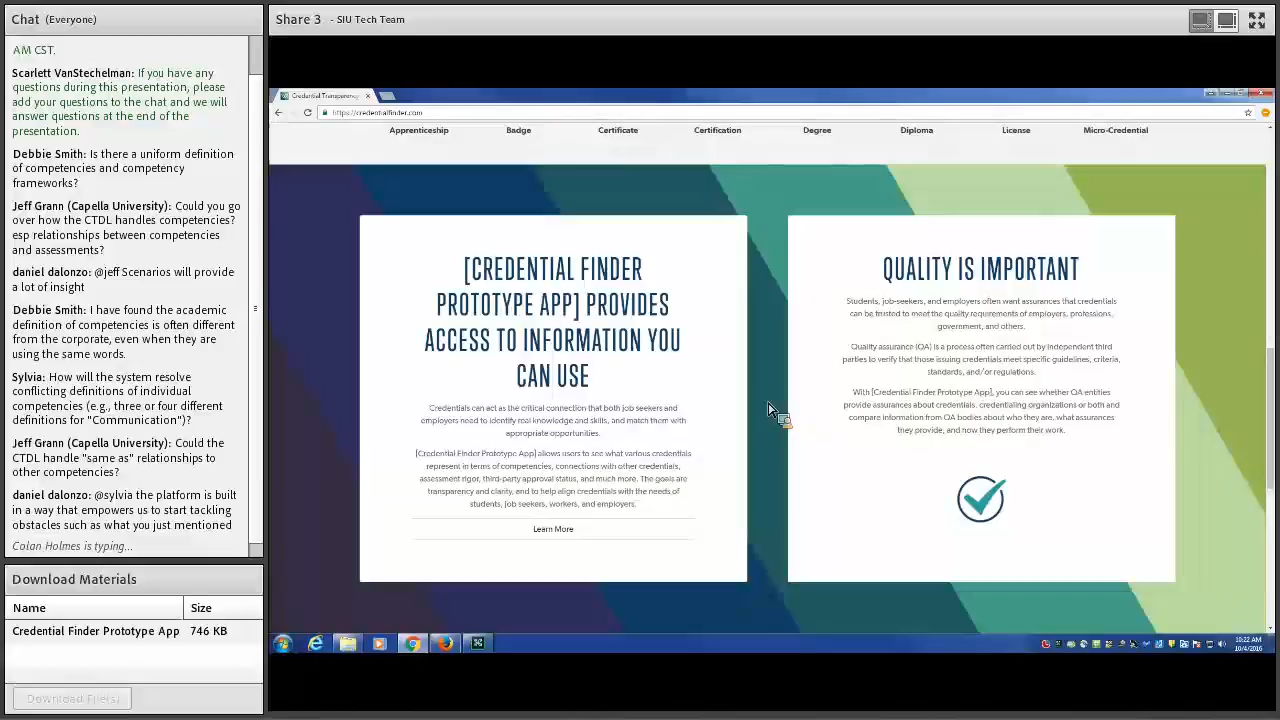 Chat (Everyone)
AM CST.
Scarlett VanStechelman: If you have any
questions during this presentation, please
add your questions to the chat and we will
answer questions at the end of the
presentation.
Debbie Smith: Is there a uniform definition
of competencies and competency
frameworks?
Jeff Grann (Capella University): Could you go
over how the CTDL handles competencies?
esp relationships between competencies
and assessments?
daniel dalonzo: @jeff Scenarios will provide
a lot of insight
Debbie Smith: I have found the academic
definition of competencies is often different
from the corporate, even when they are
using the same words.
Sylvia: How will the system resolve
conflicting definitions of individual
competencies (e.g., three or four different
definitions for "Communication")?
Jeff Grann (Capella University): Could the
CTDL handle "same as" relationships to
other competencies?
daniel dalonzo: @sylvia the platform is built
in a way that empowers us to start tackling
obstacles such as what you just mentioned
Colan Holmes is typing...
Download Materials
Name Size
Credential Finder Prototype App 746 KB
Download File(s)
Share 3 - SIU Tech Team
Credential Transparency
https://credentialfinder.com
Apprenticeship Badge Certificate Certification Degree Diploma License Micro-Credential
[CREDENTIAL FINDER
PROTOTYPE APP] PROVIDES
ACCESS TO INFORMATION YOU
CAN USE
Credentials can act as the critical connection that both job seekers and
employers need to identify real knowledge and skills, and match them with
appropriate opportunities.
[Credential Finder Prototype App] allows users to see what various credentials
represent in terms of competencies, connections with other credentials,
assessment rigor, third-party approval status, and much more. The goals are
transparency and clarity, and to help align credentials with the needs of
students, job seekers, workers, and employers.
Learn More
QUALITY IS IMPORTANT
Students, job-seekers, and employers often want assurances that credentials
can be trusted to meet the quality requirements of employers, professions,
government, and others.
Quality assurance (QA) is a process often carried out by independent third
parties to verify that those issuing credentials meet specific guidelines, criteria,
standards, and/or regulations.
With [Credential Finder Prototype App], you can see whether QA entities
provide assurances about credentials, credentialing organizations or both and
compare information from QA bodies about who they are, what assurances
they provide, and how they perform their work.
10:22 AM
10/4/2016